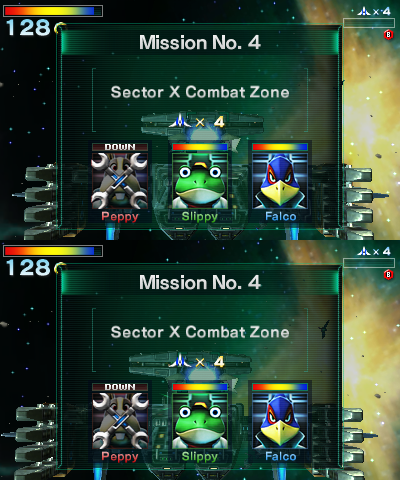 128
× 4
B
Mission No. 4
Sector X Combat Zone
× 4
DOWN
Peppy
Slippy
Falco
128
× 4
B
Mission No. 4
Sector X Combat Zone
× 4
DOWN
Peppy
Slippy
Falco